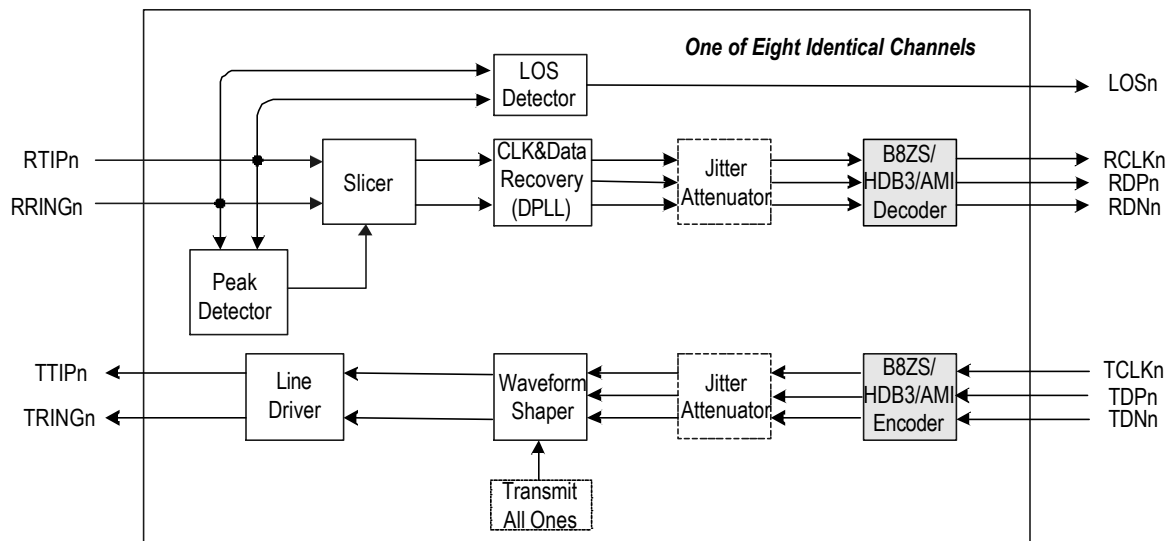 One of Eight Identical Channels
LOS
Detector
LOSn
RTIPn
RRINGn
Slicer
CLK&Data
Recovery
(DPLL)
Jitter
Attenuator
B8ZS/
HDB3/AMI
Decoder
RCLKn
RDPn
RDNn
Peak
Detector
TTIPn
TRINGn
Line
Driver
Waveform
Shaper
Jitter
Attenuator
B8ZS/
HDB3/AMI
Encoder
TCLKn
TDPn
TDNn
Transmit
All Ones